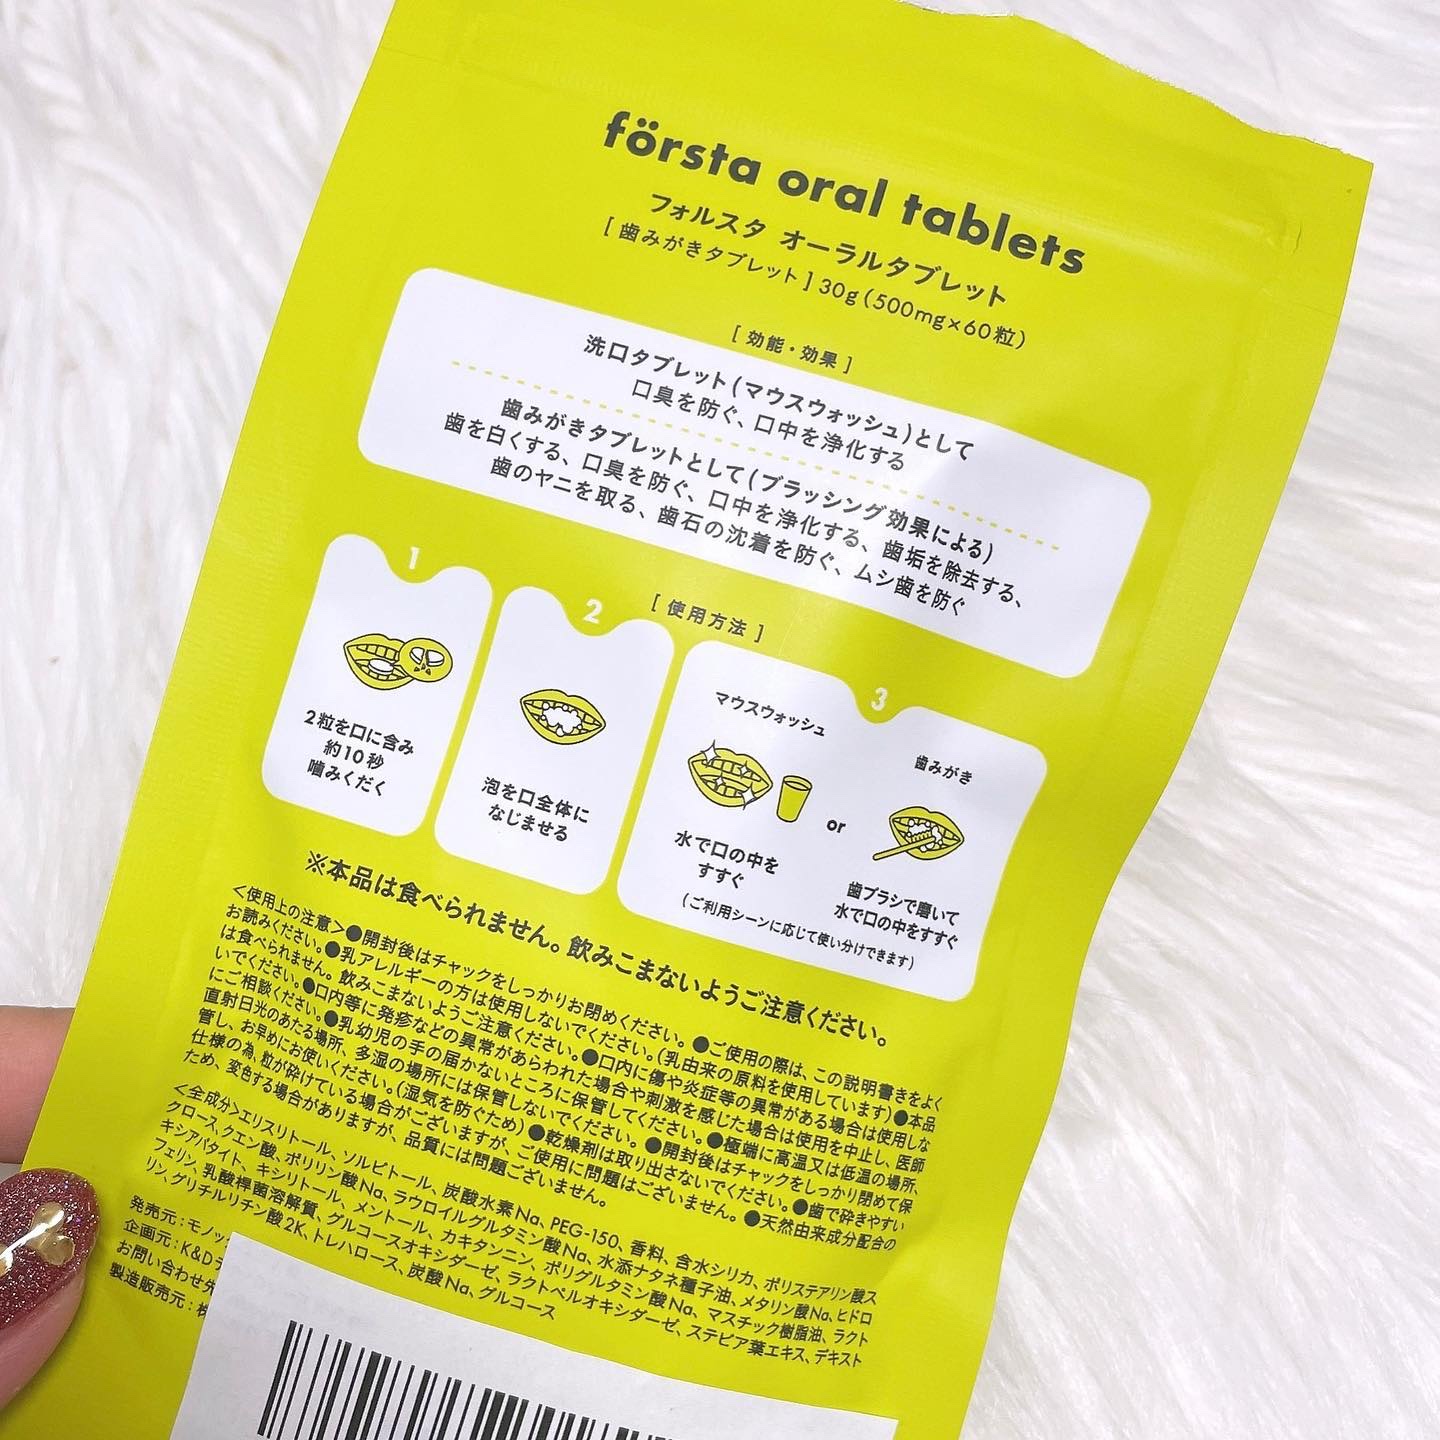 första oral tablets
フォルスタ オーラルタブレット
[ 歯みがきタブレット ] 30g（500mg×60粒）
[ 効能・効果 ]
洗口タブレット（マウスウォッシュ）として
口臭を防ぐ、口中を浄化する
歯みがきタブレットとして（ブラッシング効果による）
歯を白くする、口臭を防ぐ、口中を浄化する、歯垢を除去する、
歯のヤニを取る、歯石の沈着を防ぐ、ムシ歯を防ぐ
[ 使用方法 ]
1
2粒を口に含み
約10秒
噛みくだく
2
泡を口全体に
なじませる
3
マウスウォッシュ
水で口の中を
すすぐ
or
歯みがき
歯ブラシで磨いて
水で口の中をすすぐ
（ご利用シーンに応じて使い分けできます）
※本品は食べられません。飲みこまないようご注意ください。
<使用上の注意>●開封後はチャックをしっかりお閉めください。●ご使用の際は、この説明書きをよく
お読みください。●乳アレルギーの方は使用しないでください。（乳由来の原料を使用しています）●本品
は食べられません。飲みこまないようご注意ください。●口内に傷や炎症等の異常がある場合は使用しな
いでください。●口内等に発疹などの異常があらわれた場合や刺激を感じた場合は使用を中止し、医師
にご相談ください。●乳幼児の手の届かないところに保管してください。●極端に高温又は低温の場所、
直射日光のあたる場所、多湿の場所には保管しないでください。●開封後はチャックをしっかり閉めて保
管し、お早めにお使いください。（湿気を防ぐため）●乾燥剤は取り出さないでください。●歯で砕きやすい
仕様の為、粒が砕けている場合がございますが、ご使用に問題はございません。●天然由来成分配合の
ため、変色する場合がありますが、品質には問題ございません。
<全成分>エリスリトール、ソルビトール、炭酸水素Na、PEG-150、香料、含水シリカ、ポリステアリン酸ス
クロース、クエン酸、ポリリン酸Na、ラウロイルグルタミン酸Na、水添ナタネ種子油、メタリン酸Na、ヒドロ
キシアパタイト、キシリトール、メントール、カキタンニン、ポリグルタミン酸Na、マスチック樹脂油、ラクト
フェリン、乳酸桿菌溶解質、グルコースオキシダーゼ、ラクトペルオキシダーゼ、ステビア葉エキス、デキスト
リン、グリチルリチン酸2K、トレハロース、炭酸Na、グルコース
発売元：モノッ
企画元：K&D
お問い合わせ先
製造販売元：株